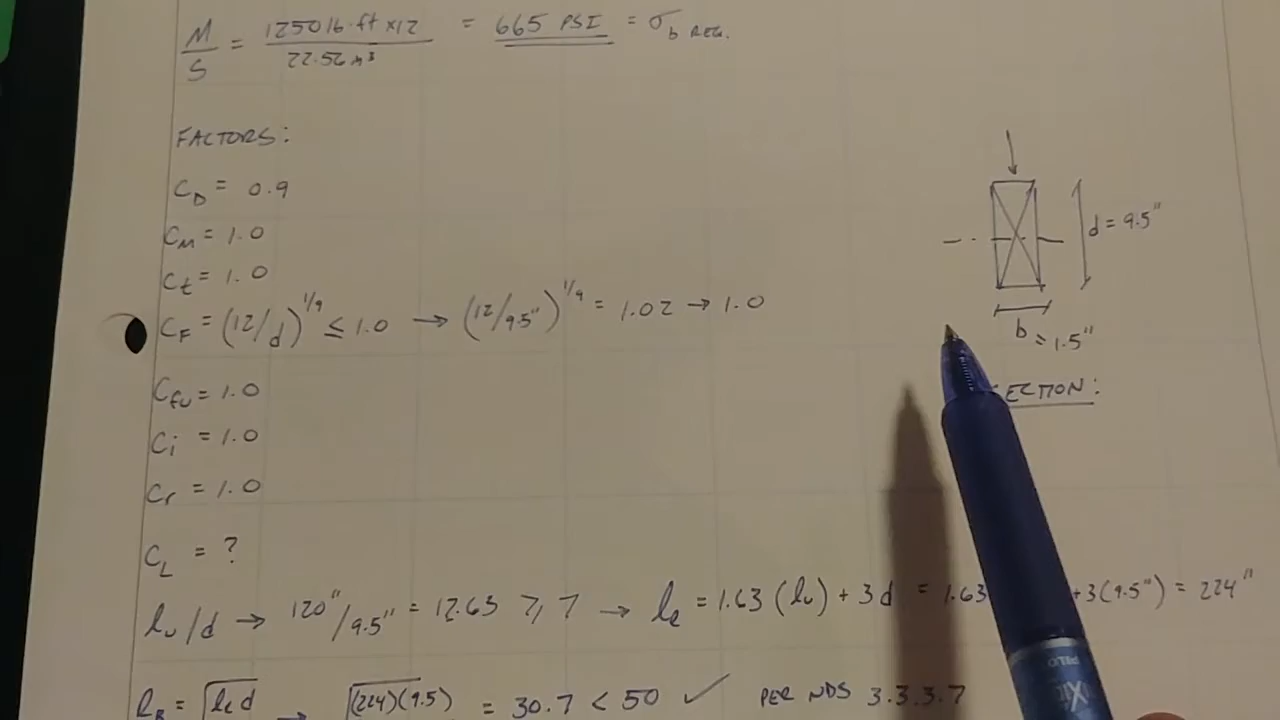 M/S = 1250 lb·ft x12 / 22.56 in³ = 665 PSI = σb REQ.
FACTORS:
CD = 0.9
CM = 1.0
Ct = 1.0
CF = (12/d)^1/9 ≤ 1.0 → (12/9.5")^1/9 = 1.02 → 1.0
Cfu = 1.0
Ci = 1.0
Cr = 1.0
CL = ?
lu/d → 120"/9.5" = 12.63 ≥ 7 → le = 1.63 (lu) + 3d = 1.63 +3(9.5") = 224"
RB = √le d → √(224)(9.5) = 30.7 < 50 ✓ PER NDS 3.3.3.7
d = 9.5"
b = 1.5"
ECTION:
PILO